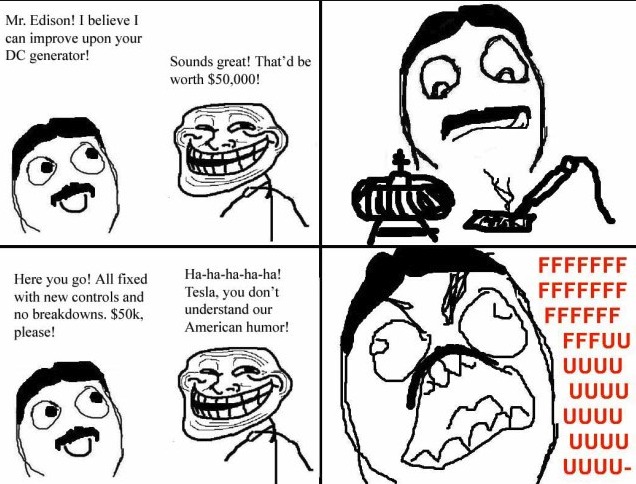 Mr. Edison! I believe I
can improve upon your
DC generator!
Sounds great! That'd be
worth $50,000!
Here you go! All fixed
with new controls and
no breakdowns. $50k,
please!
Ha-ha-ha-ha-ha!
Tesla, you don't
understand our
American humor!
FFFFFFF
FFFFFFF
FFFFFF
FFFUU
UUUU
UUUU
UUUU
UUUU
UUUU-